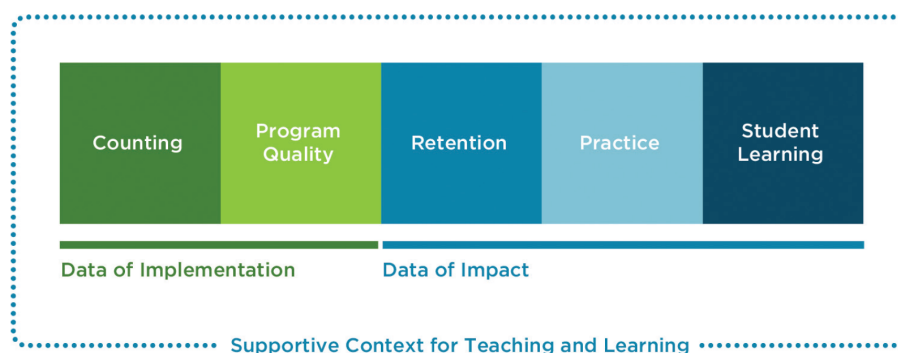 Counting
Program
Quality
Retention
Practice
Student
Learning
Data of Implementation
Data of Impact
Supportive Context for Teaching and Learning